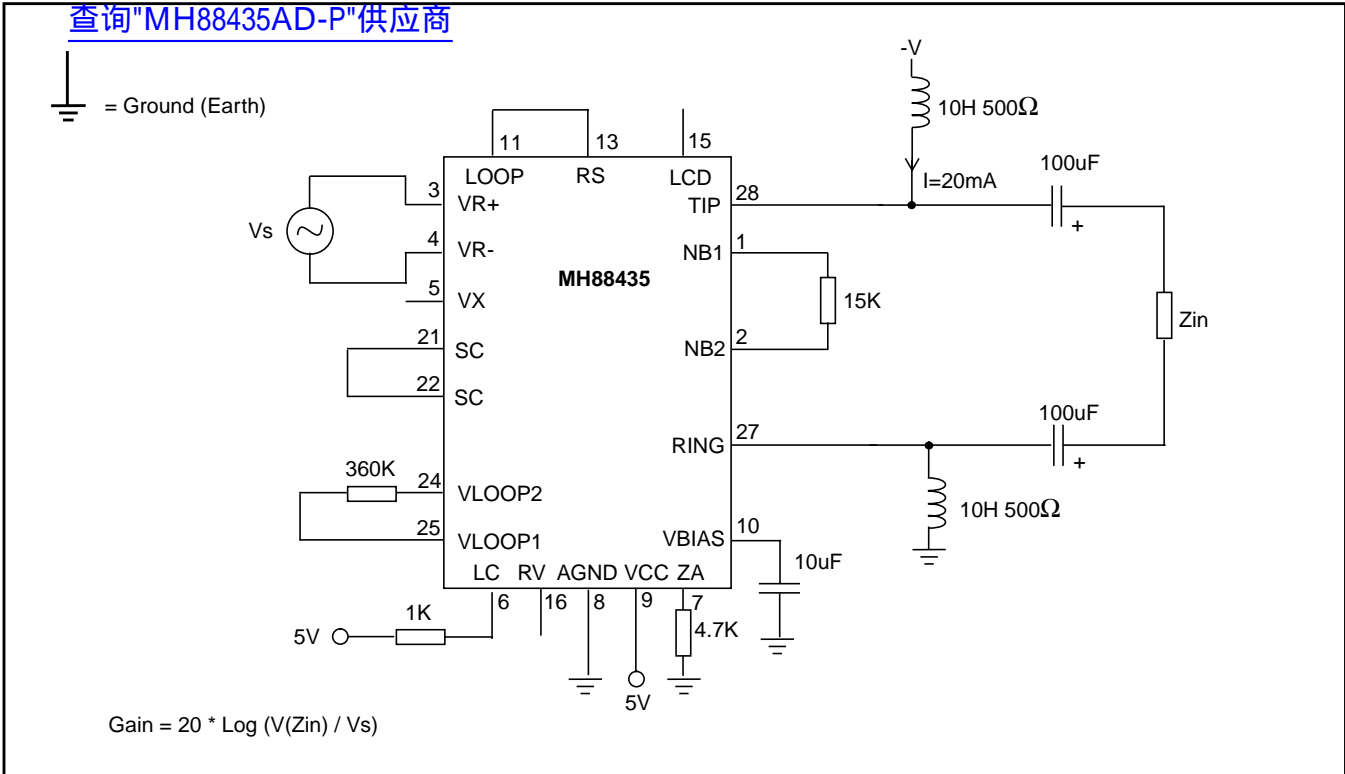 查询"MH88435AD-P"供应商
= Ground (Earth)
-V
10H 500Ω
I=20mA
100uF
+
11
13
15
LOOP
RS
LCD
3
VR+
Vs
4
VR-
5
VX
21
SC
22
SC
360K
24
VLOOP2
25
VLOOP1
MH88435
TIP
28
NB1
1
15K
NB2
2
Zin
RING
27
100uF
+
10H 500Ω
VBIAS
10
10uF
LC
RV
AGND
VCC
ZA
6
16
8
9
7
1K
5V
4.7K
5V
Gain = 20 * Log (V(Zin) / Vs)